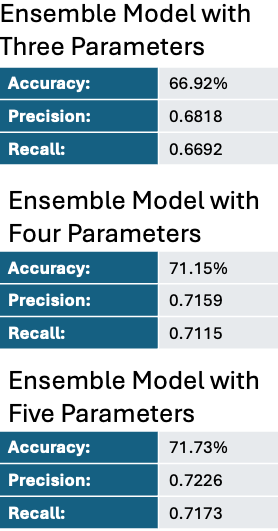 Ensemble Model with
Three Parameters
Accuracy: 66.92%
Precision: 0.6818
Recall: 0.6692
Ensemble Model with
Four Parameters
Accuracy: 71.15%
Precision: 0.7159
Recall: 0.7115
Ensemble Model with
Five Parameters
Accuracy: 71.73%
Precision: 0.7226
Recall: 0.7173